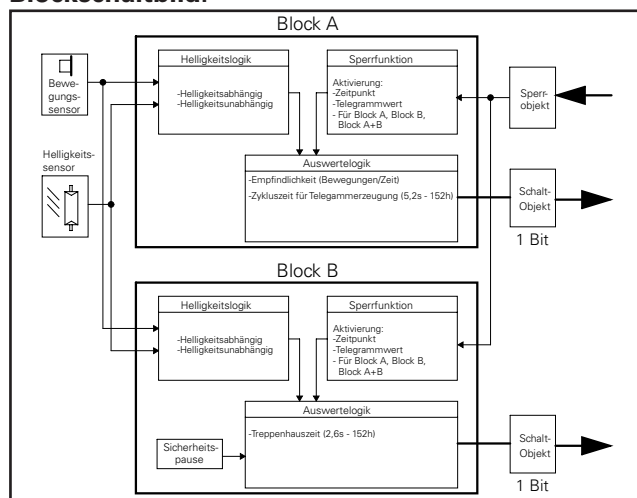 Blockschaltbild
Block A
Bewe-
gungs-
sensor
Helligkeits-
sensor
Helligkeitslogik
-Helligkeitsabhängig
-Helligkeitsunabhängig
Sperrfunktion
Aktivierung:
-Zeitpunkt
-Telegrammwert
- Für Block A, Block B,
Block A+B
Sperr-
objekt
Auswertelogik
-Empfindlichkeit (Bewegungen/Zeit)
-Zykluszeit für Telegammerzeugung (5,2s - 152h)
Schalt-
Objekt
1 Bit
Block B
Helligkeitslogik
-Helligkeitsabhängig
-Helligkeitsunabhängig
Sperrfunktion
Aktivierung:
-Zeitpunkt
-Telegrammwert
- Für Block A, Block B,
Block A+B
Auswertelogik
-Treppenhauszeit (2,6s - 152h)
Sicherheits-
pause
Schalt-
Objekt
1 Bit